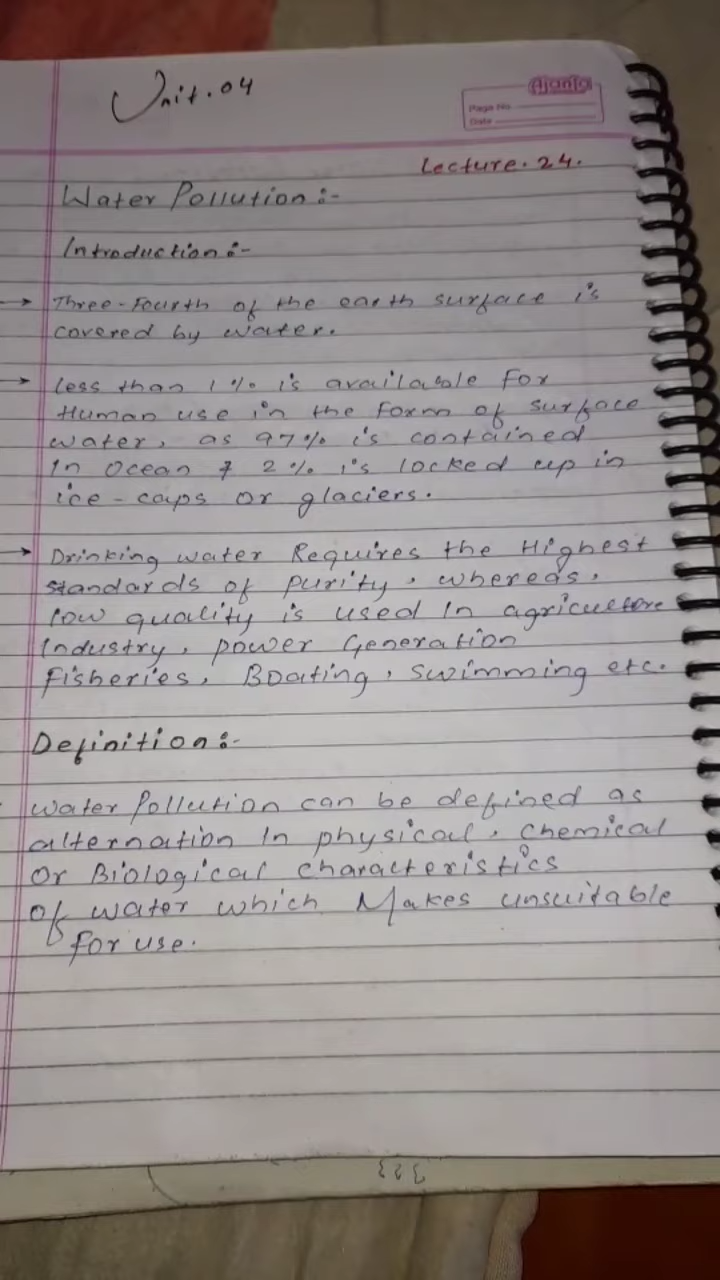 Unit.04
Ajanta
Page No.
Date
Lecture.24.
Water Pollution:-
Introduction:-
→ Three-Fourth of the earth surface is
covered by water.
→ less than 1% is available for
Human use in the form of surface
water, as 97% is contained
in Ocean & 2% is locked up in
ice-caps or glaciers.
→ Drinking water Requires the Highest
standards of purity, whereas,
low quality is used in agriculture
Industry, power Generation
Fisheries, Boating, swimming etc.
Definition:-
water Pollution can be defined as
alternation in physical, chemical
Or Biological characteristics
Of water which Makes unsuitable
for use.
323